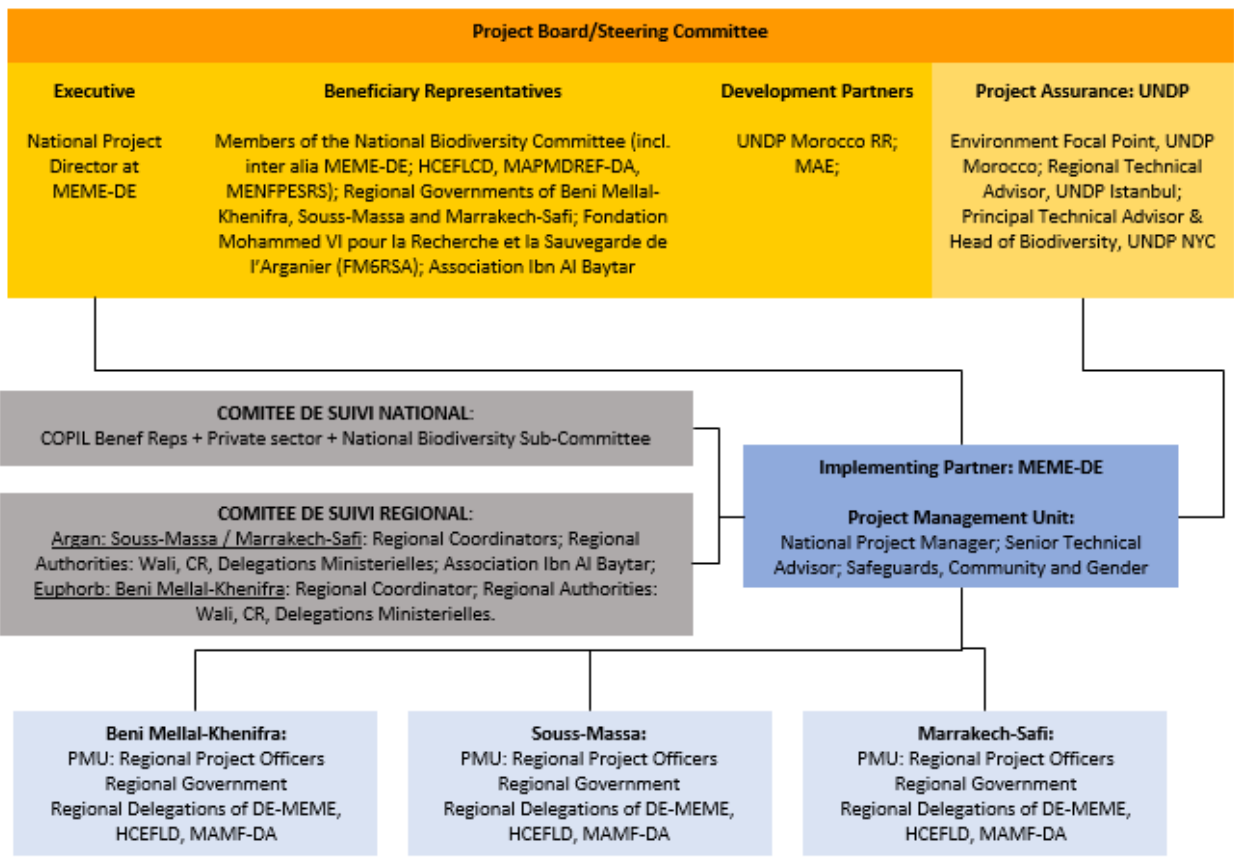 Project Board/Steering Committee
Executive
National Project
Director at
MEME-DE
Beneficiary Representatives
Members of the National Biodiversity Committee (incl.
inter alia MEME-DE; HCEFLCD, MAPMDREF-DA,
MENFPESRS); Regional Governments of Beni Mellal-
Khenifra, Souss-Massa and Marrakech-Safi; Fondation
Mohammed VI pour la Recherche et la Sauvegarde de
l'Arganier (FM6RSA); Association Ibn Al Baytar
Development Partners
UNDP Morocco RR;
MAE;
Project Assurance: UNDP
Environment Focal Point, UNDP
Morocco; Regional Technical
Advisor, UNDP Istanbul;
Principal Technical Advisor &
Head of Biodiversity, UNDP NYC
COMITEE DE SUIVI NATIONAL:
COPIL Benef Reps + Private sector + National Biodiversity Sub-Committee
COMITEE DE SUIVI REGIONAL:
Argan: Souss-Massa / Marrakech-Safi: Regional Coordinators; Regional
Authorities: Wali, CR, Delegations Ministerielles; Association Ibn Al Baytar;
Euphorb: Beni Mellal-Khenifra: Regional Coordinator; Regional Authorities:
Wali, CR, Delegations Ministerielles.
Implementing Partner: MEME-DE
Project Management Unit:
National Project Manager; Senior Technical
Advisor; Safeguards, Community and Gender
Beni Mellal-Khenifra:
PMU: Regional Project Officers
Regional Government
Regional Delegations of DE-MEME,
HCEFLD, MAMF-DA
Souss-Massa:
PMU: Regional Project Officers
Regional Government
Regional Delegations of DE-MEME,
HCEFLD, MAMF-DA
Marrakech-Safi:
PMU: Regional Project Officers
Regional Government
Regional Delegations of DE-MEME,
HCEFLD, MAMF-DA